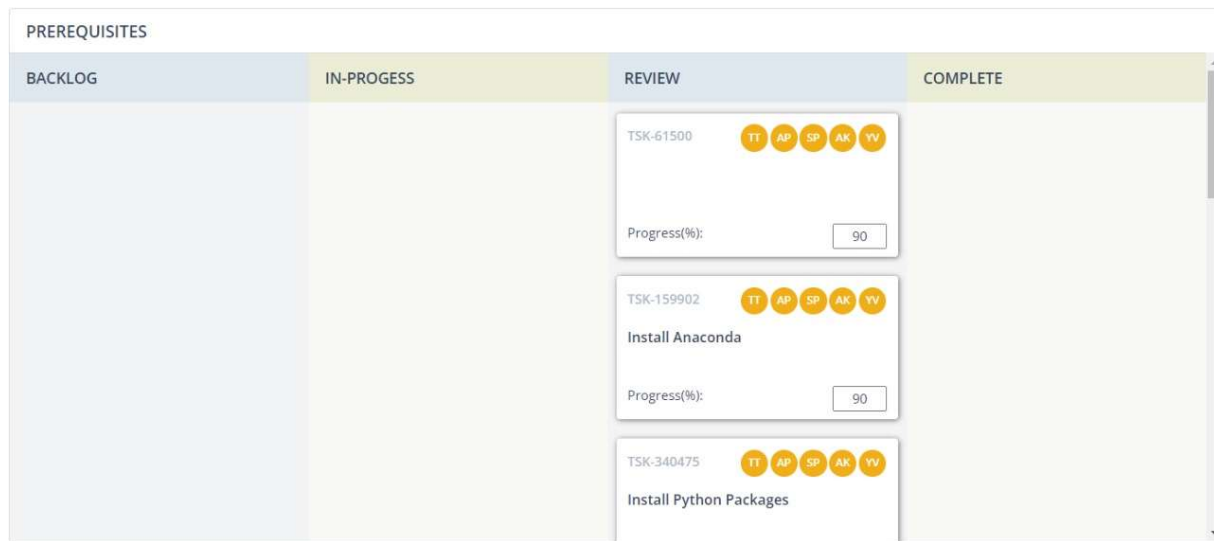 PREREQUISITES
BACKLOG IN-PROGESS REVIEW COMPLETE
TSK-61500 TT AP SP AK YV
Progress(%): 90
TSK-159902 TT AP SP AK YV
Install Anaconda
Progress(%): 90
TSK-340475 TT AP SP AK YV
Install Python Packages